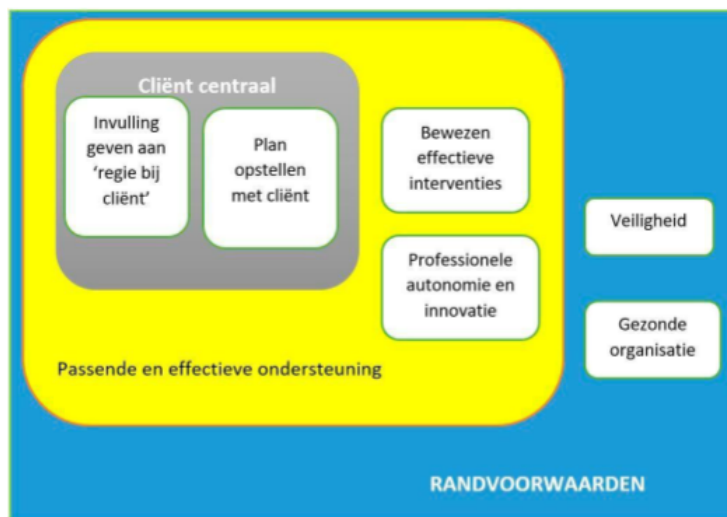 Cliënt centraal
Invulling
geven aan
‘regie bij
cliënt’
Plan
opstellen
met cliënt
Bewezen
effectieve
interventies
Professionele
autonomie en
innovatie
Passende en effectieve ondersteuning
Veiligheid
Gezonde
organisatie
RANDVOORWAARDEN